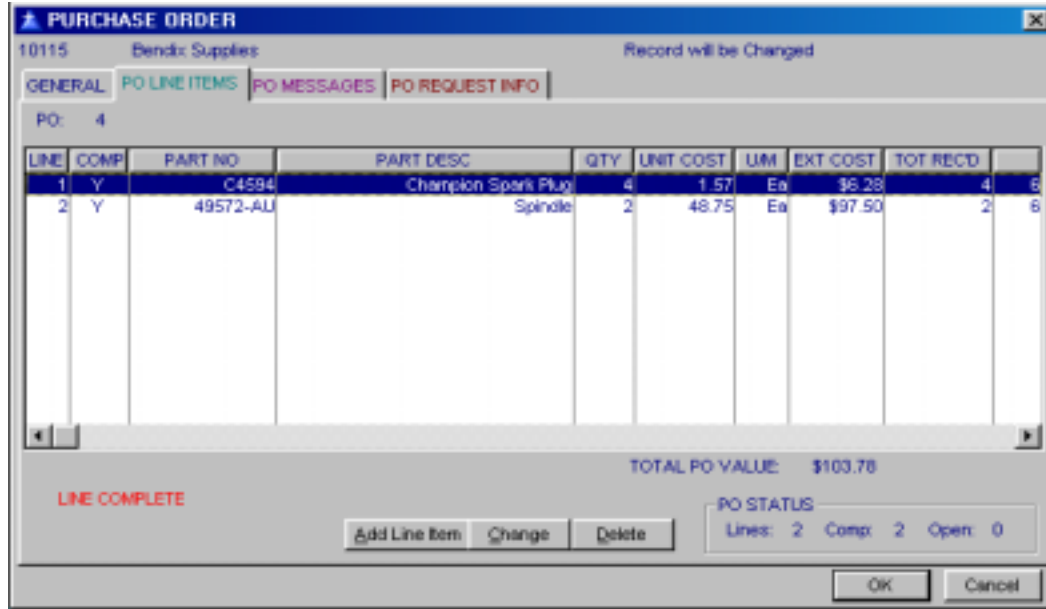 PURCHASE ORDER
10115 Bendix Supplies Record will be Changed
GENERAL PO LINE ITEMS PO MESSAGES PO REQUEST INFO
PO: 4
LINE COMP PART NO PART DESC QTY UNIT COST U/M EXT COST TOT REC'D
1 Y C4594 Champion Spark Plug 4 1.57 Ea $6.28 4 6
2 Y 49572-AU Spindle 2 48.75 Ea $97.50 2 6
TOTAL PO VALUE: $103.78
LINE COMPLETE
PO STATUS
Add Line Item Change Delete Lines: 2 Comp: 2 Open: 0
OK Cancel